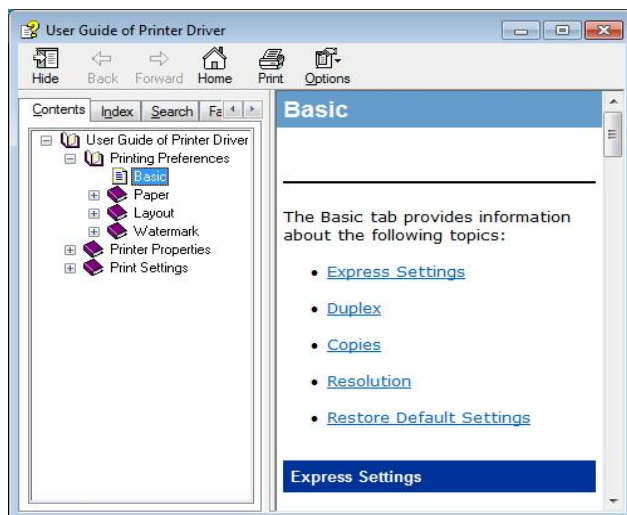 User Guide of Printer Driver
Hide Back Forward Home Print Options
Contents Index Search Fa
User Guide of Printer Driver
Printing Preferences
Basic
Paper
Layout
Watermark
Printer Properties
Print Settings
Basic
The Basic tab provides information
about the following topics:
Express Settings
Duplex
Copies
Resolution
Restore Default Settings
Express Settings